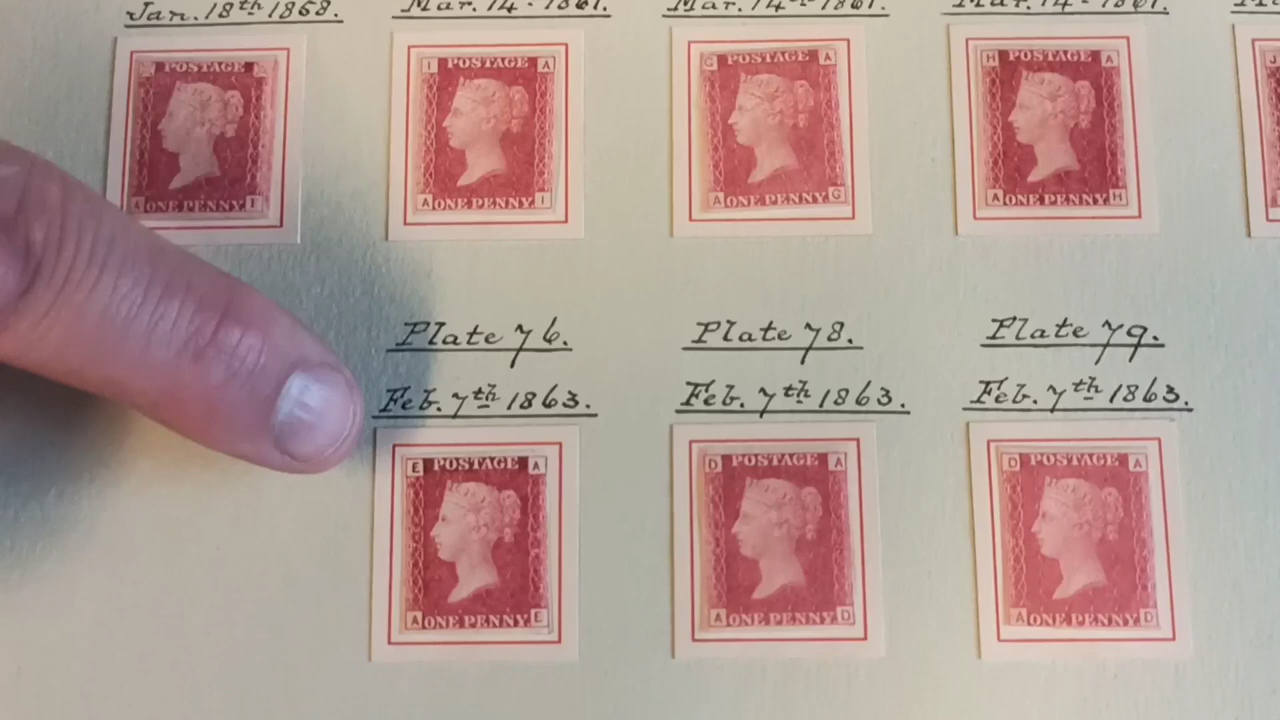 Jan. 18th 1868.
Mar. 14th 1861.
Mar. 14th 1861.
Mar. 14th 1861.
POSTAGE
ONE PENNY
I POSTAGE A
A ONE PENNY I
G POSTAGE A
A ONE PENNY G
H POSTAGE A
A ONE PENNY H
J
Plate 76.
Plate 78.
Plate 79.
Feb. 7th 1863.
Feb. 7th 1863.
Feb. 7th 1863.
E POSTAGE A
A ONE PENNY E
D POSTAGE A
A ONE PENNY D
D POSTAGE A
A ONE PENNY D